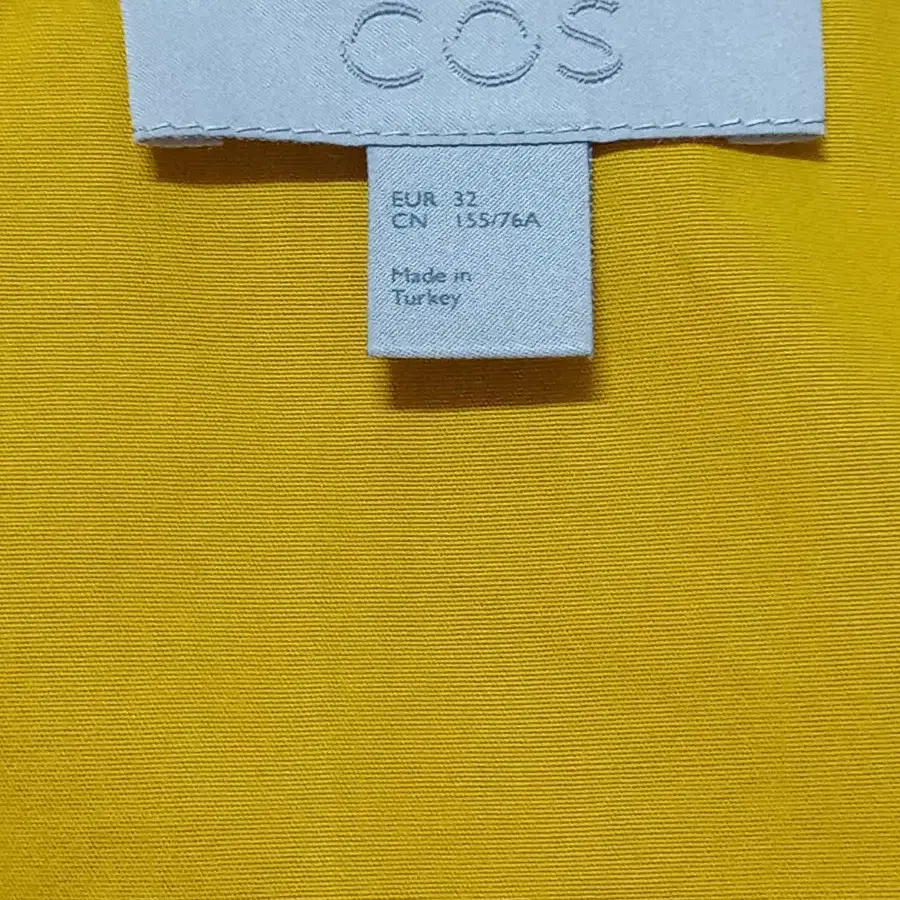 COS
EUR 32
CN 155/76A
Made in
Turkey